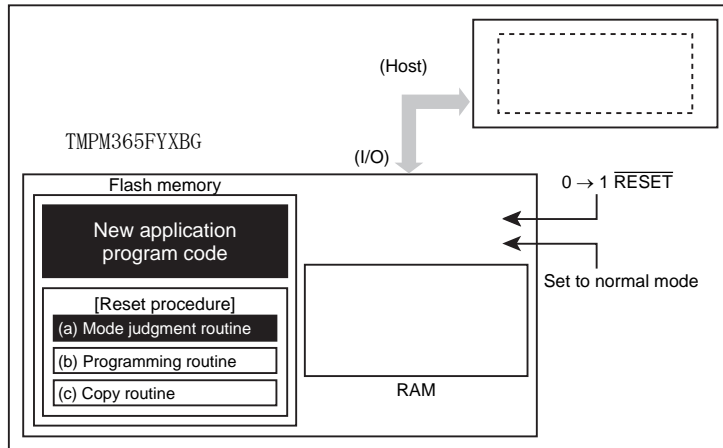 (Host)
TMPM365FYXBG
(I/O)
Flash memory
0 → 1 RESET
New application
program code
Set to normal mode
[Reset procedure]
(a) Mode judgment routine
(b) Programming routine
(c) Copy routine
RAM